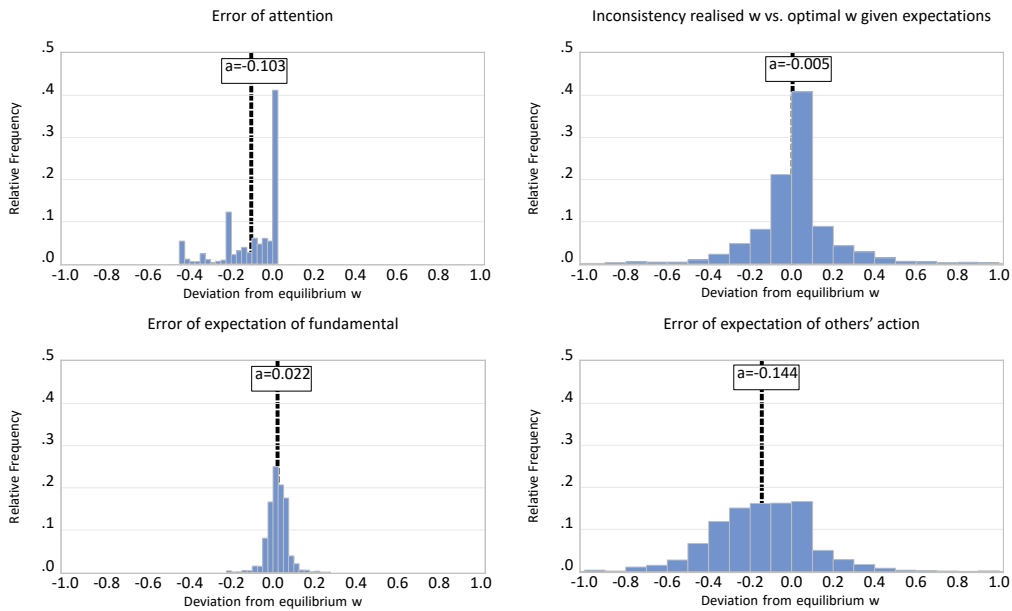 Error of attention
Relative Frequency
.5
.4
.3
.2
.1
.0
a=-0.103
-1.0 -0.8 -0.6 -0.4 -0.2 0.0 0.2 0.4 0.6 0.8 1.0
Deviation from equilibrium w
Inconsistency realised w vs. optimal w given expectations
Relative Frequency
.5
.4
.3
.2
.1
.0
a=-0.005
-1.0 -0.8 -0.6 -0.4 -0.2 0.0 0.2 0.4 0.6 0.8 1.0
Deviation from equilibrium w
Error of expectation of fundamental
Relative Frequency
.5
.4
.3
.2
.1
.0
a=0.022
-1.0 -0.8 -0.6 -0.4 -0.2 0.0 0.2 0.4 0.6 0.8 1.0
Deviation from equilibrium w
Error of expectation of others’ action
Relative Frequency
.5
.4
.3
.2
.1
.0
a=-0.144
-1.0 -0.8 -0.6 -0.4 -0.2 0.0 0.2 0.4 0.6 0.8 1.0
Deviation from equilibrium w